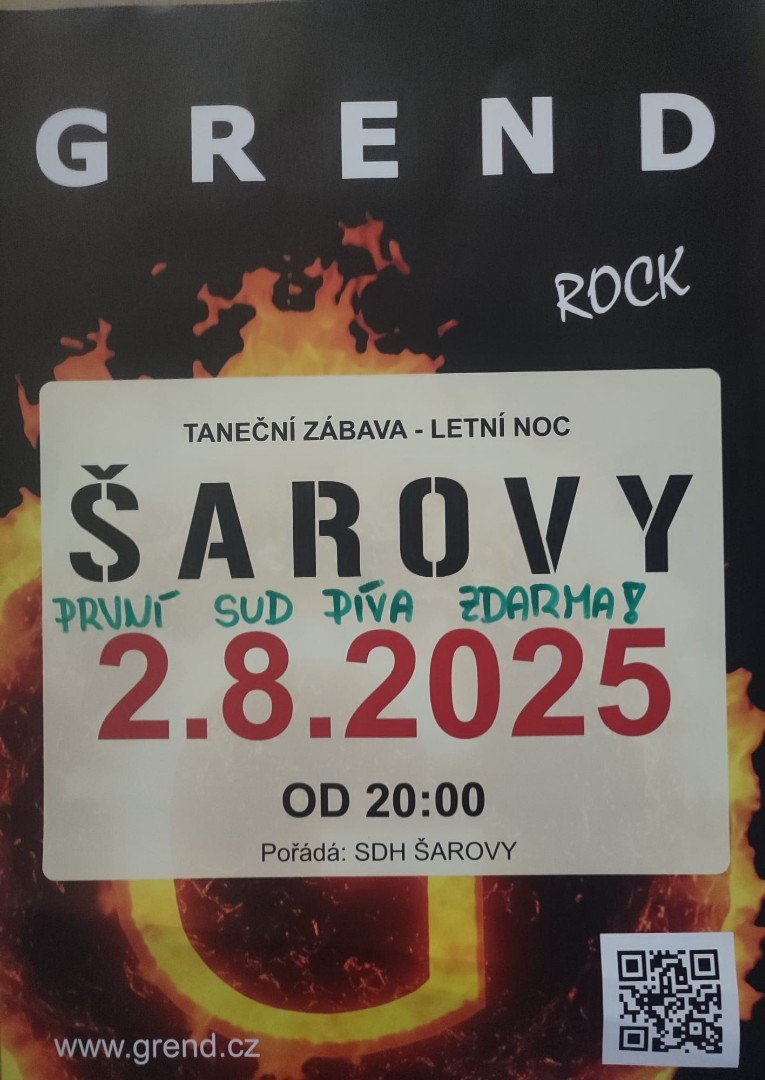 GREND
ROCK
TANEČNÍ ZÁBAVA - LETNÍ NOC
ŠAROVY
PRVNÍ SUD PÍVA ZDARMA!
2.8.2025
OD 20:00
Pořádá: SDH ŠAROVY
www.grend.cz